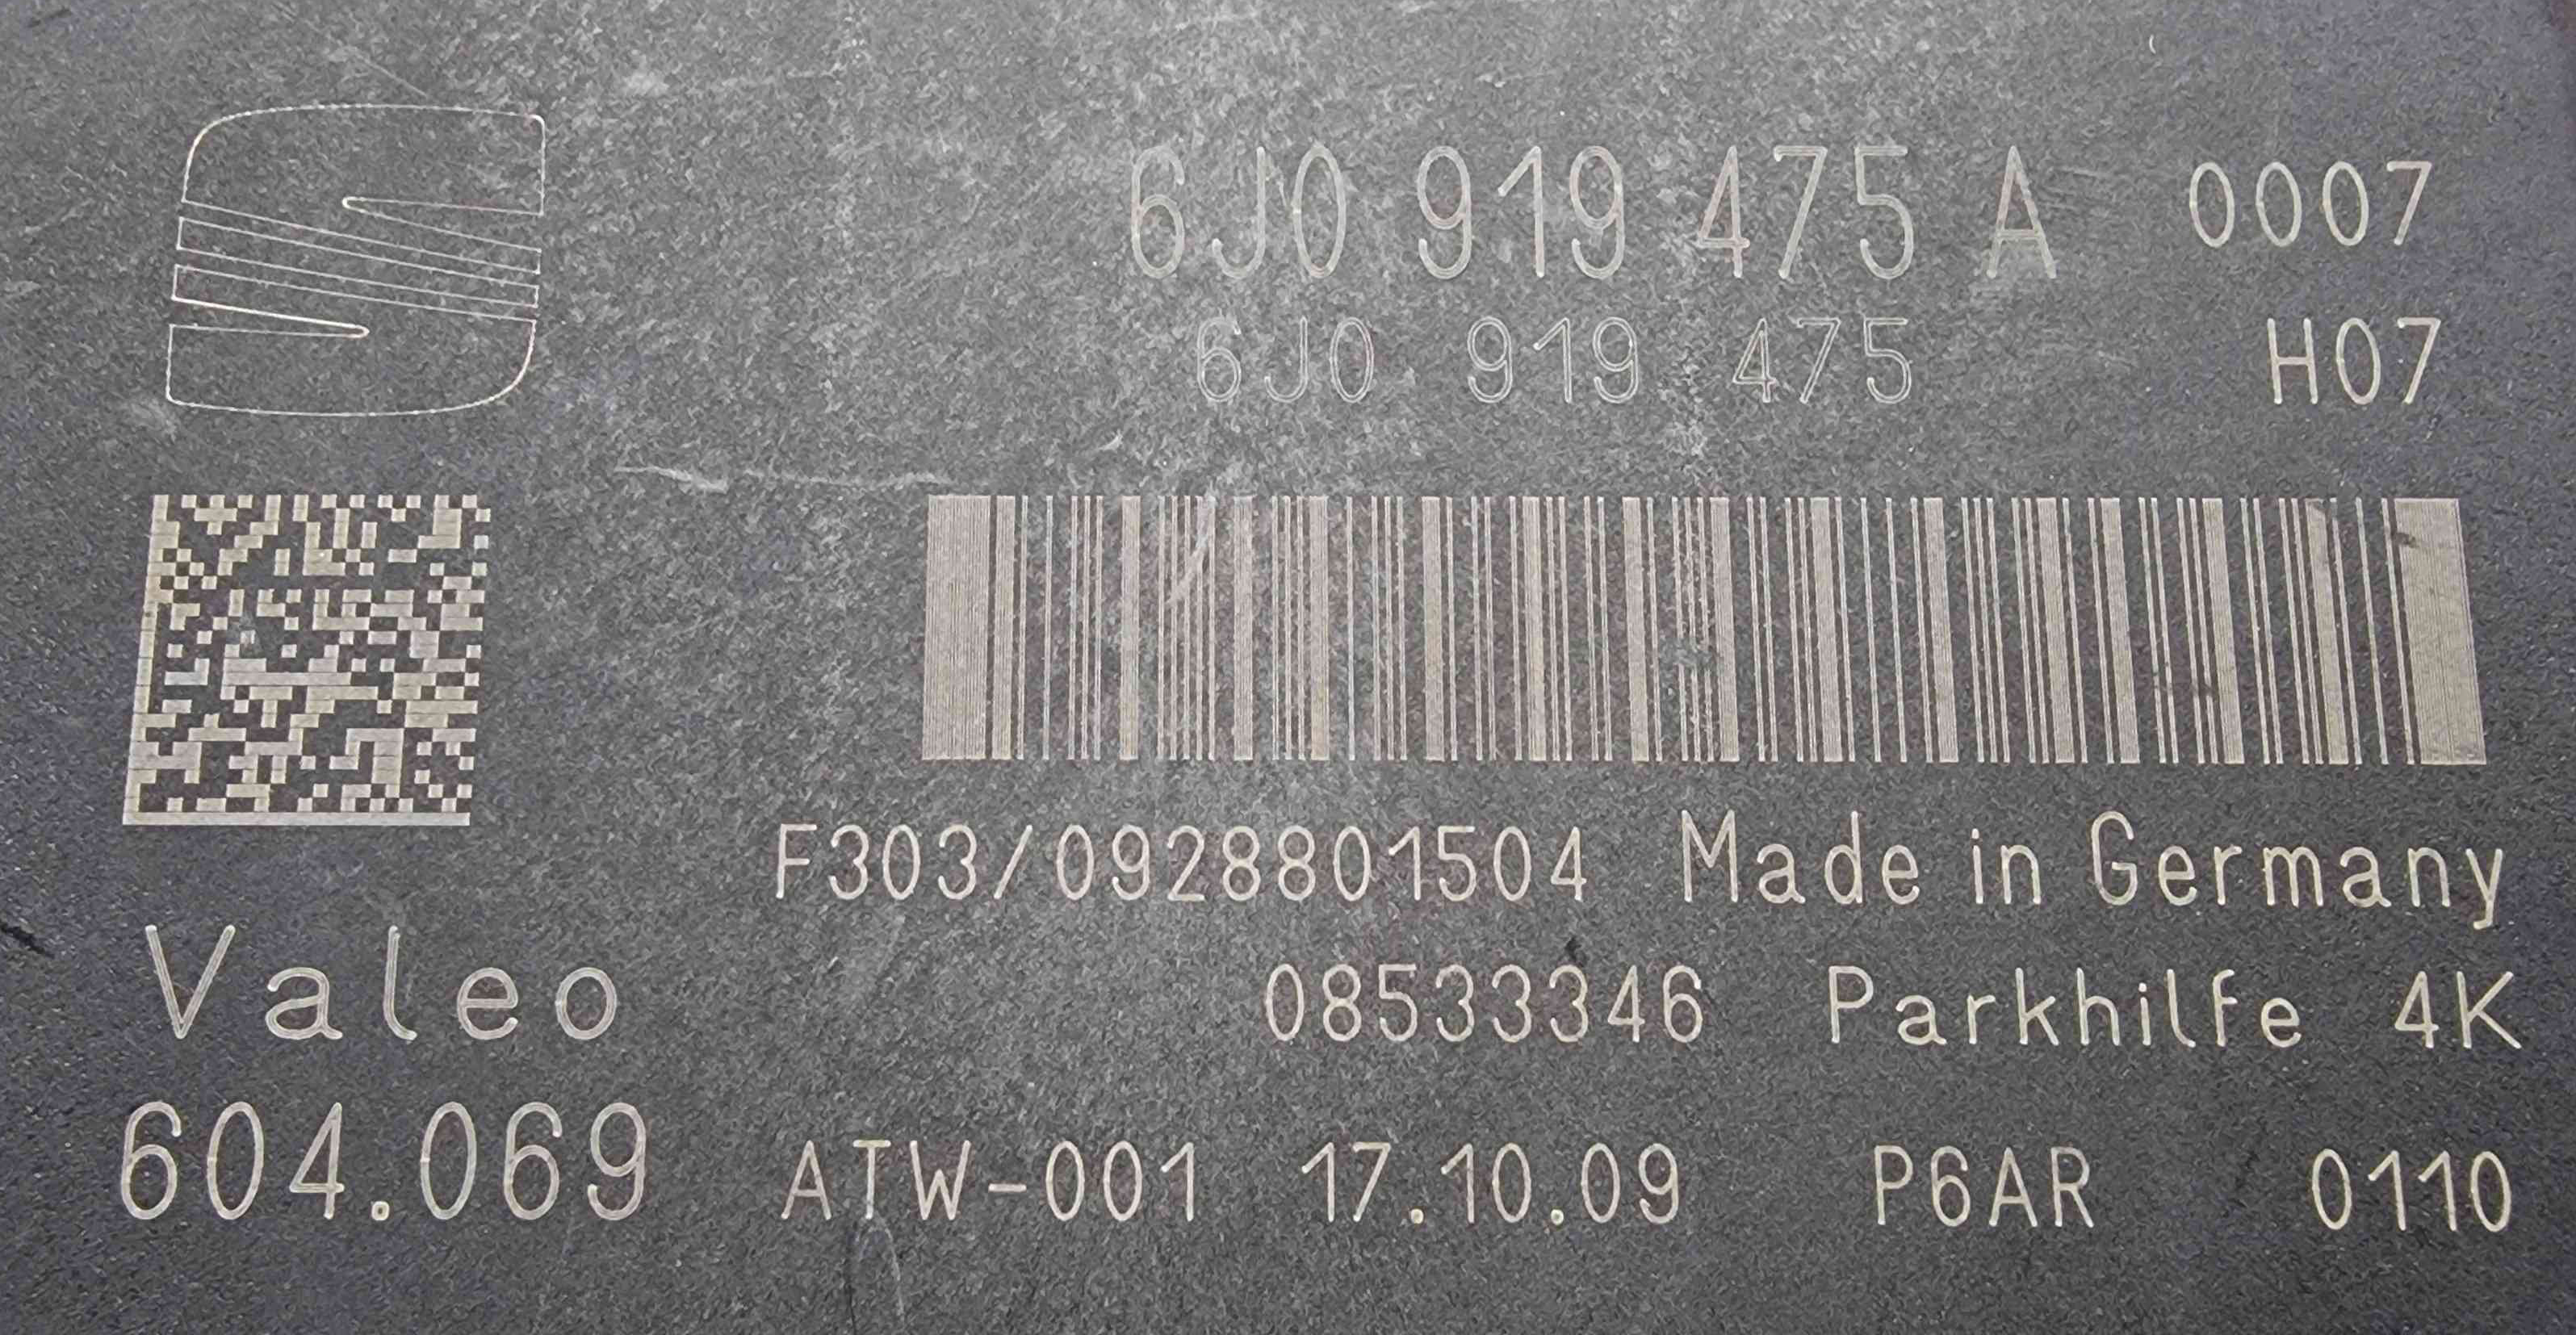 6J0 919 475 A 0007
6J0 919 475 H07
F303/0928801504 Made in Germany
Valeo 08533346 Parkhilfe 4K
604.069 ATW-001 17.10.09 P6AR 0110